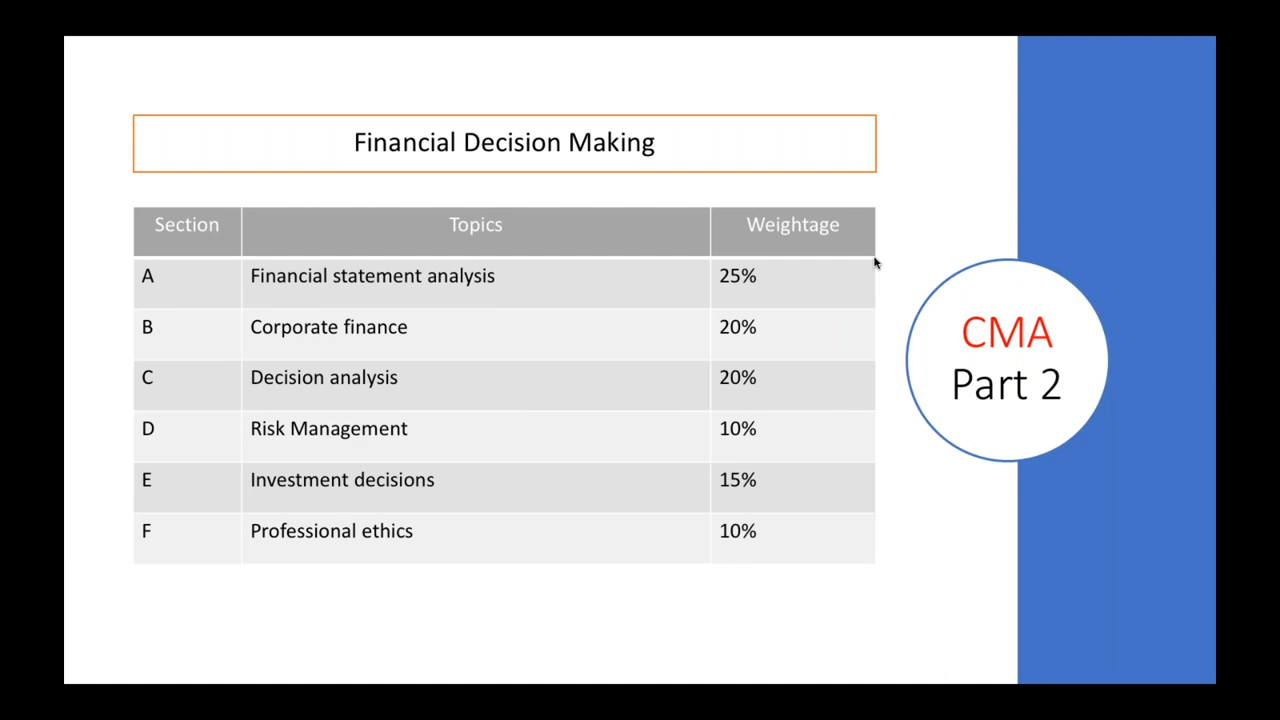 Financial Decision Making
Section Topics Weightage
A Financial statement analysis 25%
B Corporate finance 20%
C Decision analysis 20%
D Risk Management 10%
E Investment decisions 15%
F Professional ethics 10%
CMA
Part 2